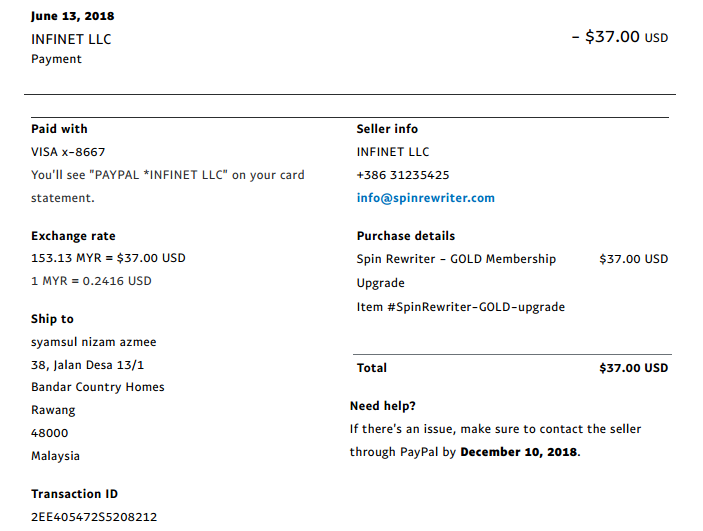 June 13, 2018
INFINET LLC
- $37.00 USD
Payment
Paid with
VISA x-8667
You'll see "PAYPAL *INFINET LLC" on your card
statement.
Exchange rate
153.13 MYR = $37.00 USD
1 MYR = 0.2416 USD
Ship to
syamsul nizam azmee
38, Jalan Desa 13/1
Bandar Country Homes
Rawang
48000
Malaysia
Transaction ID
2EE405472S5208212
Seller info
INFINET LLC
+386 31235425
info@spinrewriter.com
Purchase details
Spin Rewriter - GOLD Membership $37.00 USD
Upgrade
Item #SpinRewriter-GOLD-upgrade
Total $37.00 USD
Need help?
If there's an issue, make sure to contact the seller
through PayPal by December 10, 2018.